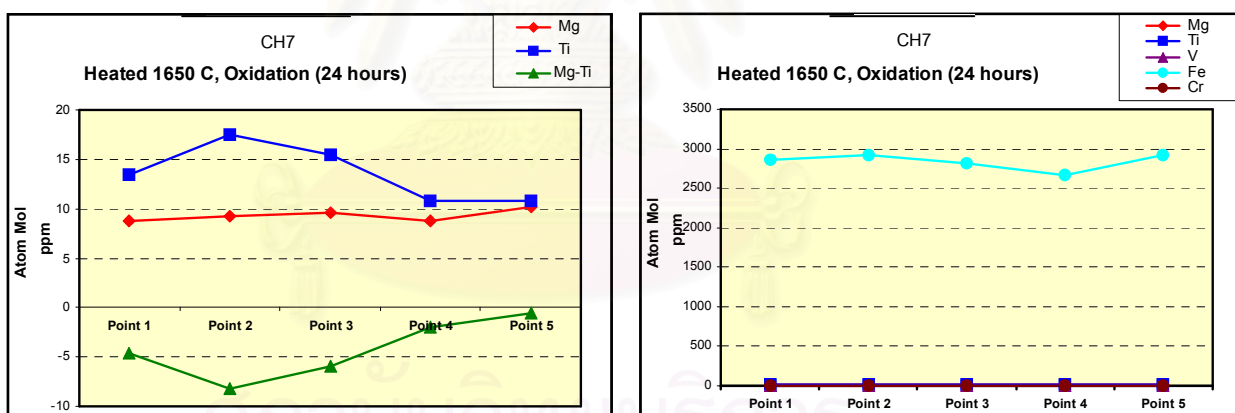 CH7
Heated 1650 C, Oxidation (24 hours)
Mg
Ti
Mg-Ti
Atom Mol
ppm
20
15
10
5
0
-5
-10
Point 1
Point 2
Point 3
Point 4
Point 5
CH7
Heated 1650 C, Oxidation (24 hours)
Mg
Ti
V
Fe
Cr
Atom Mol
ppm
3500
3000
2500
2000
1500
1000
500
0
Point 1
Point 2
Point 3
Point 4
Point 5